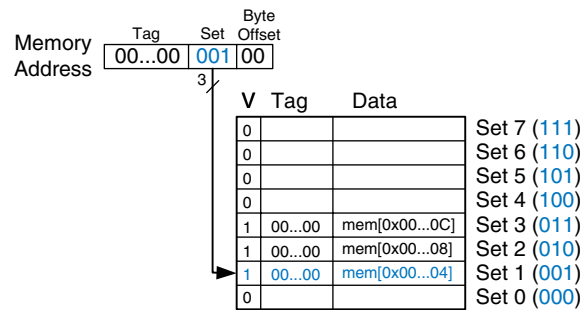 Memory Address
Tag Set Byte Offset
00...00 001 00
3
V Tag Data
0 Set 7 (111)
0 Set 6 (110)
0 Set 5 (101)
0 Set 4 (100)
1 00...00 mem[0x00...0C] Set 3 (011)
1 00...00 mem[0x00...08] Set 2 (010)
1 00...00 mem[0x00...04] Set 1 (001)
0 Set 0 (000)